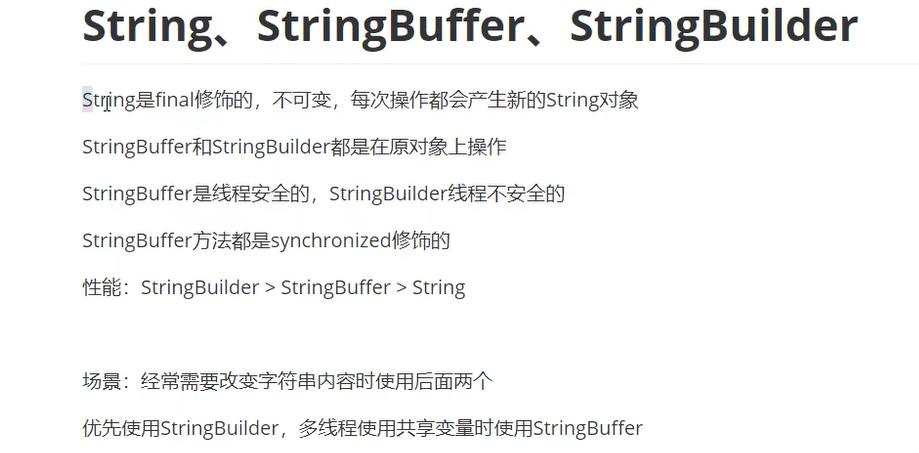 String、StringBuffer、StringBuilder
String是final修饰的，不可变，每次操作都会产生新的String对象
StringBuffer和StringBuilder都是在原对象上操作
StringBuffer是线程安全的，StringBuilder线程不安全的
StringBuffer方法都是synchronized修饰的
性能：StringBuilder > StringBuffer > String
场景：经常需要改变字符串内容时使用后面两个
优先使用StringBuilder，多线程使用共享变量时使用StringBuffer